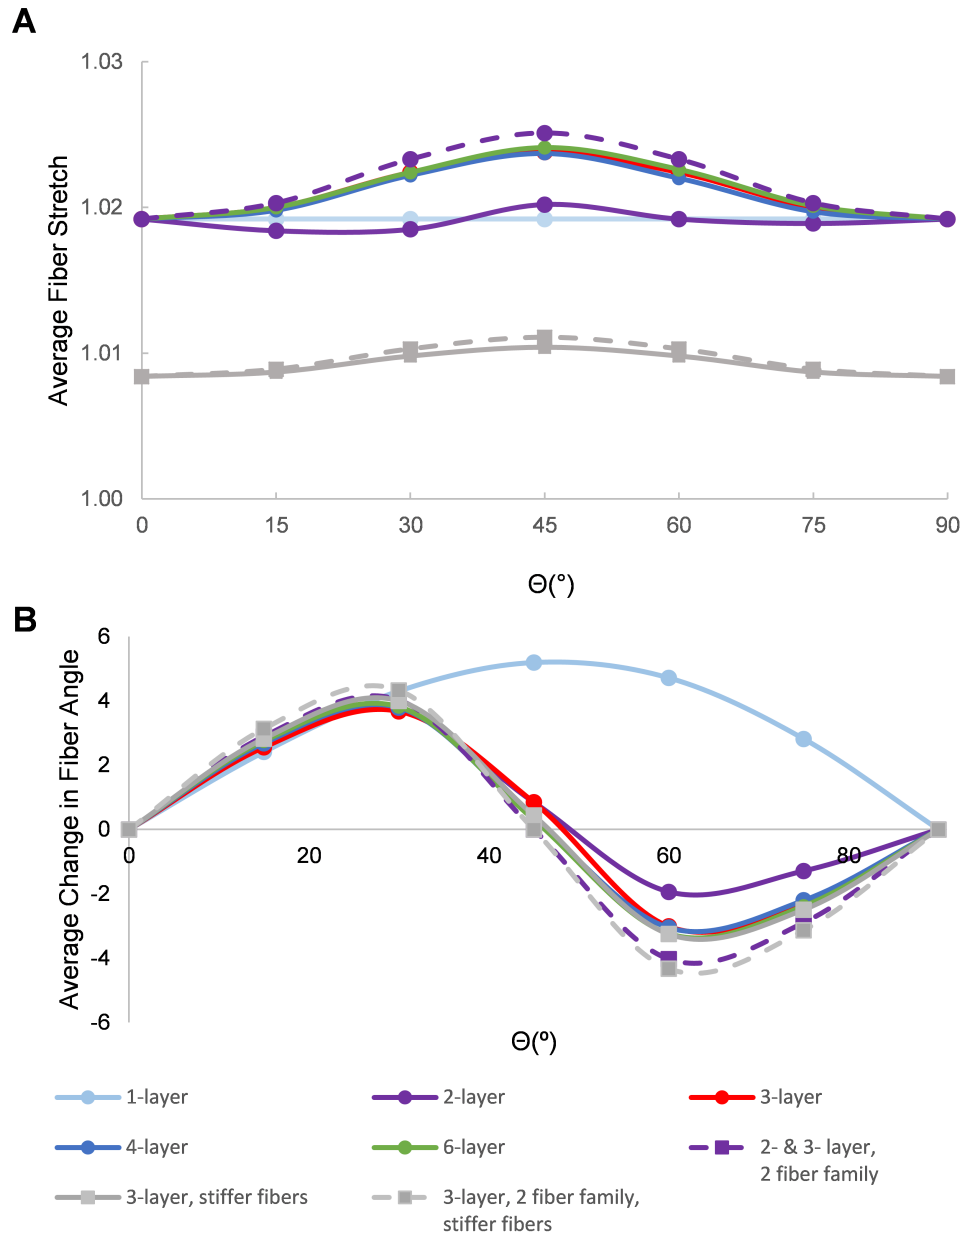 A
1.03
1.02
1.01
1.00
Average Fiber Stretch
0 15 30 45 60 75 90
Θ(°)
B
6
4
2
0
-2
-4
-6
Average Change in Fiber Angle
0 20 40 60 80
Θ(º)
1-layer 2-layer 3-layer
4-layer 6-layer 2- & 3- layer,
2 fiber family
3-layer, stiffer fibers 3-layer, 2 fiber family,
stiffer fibers